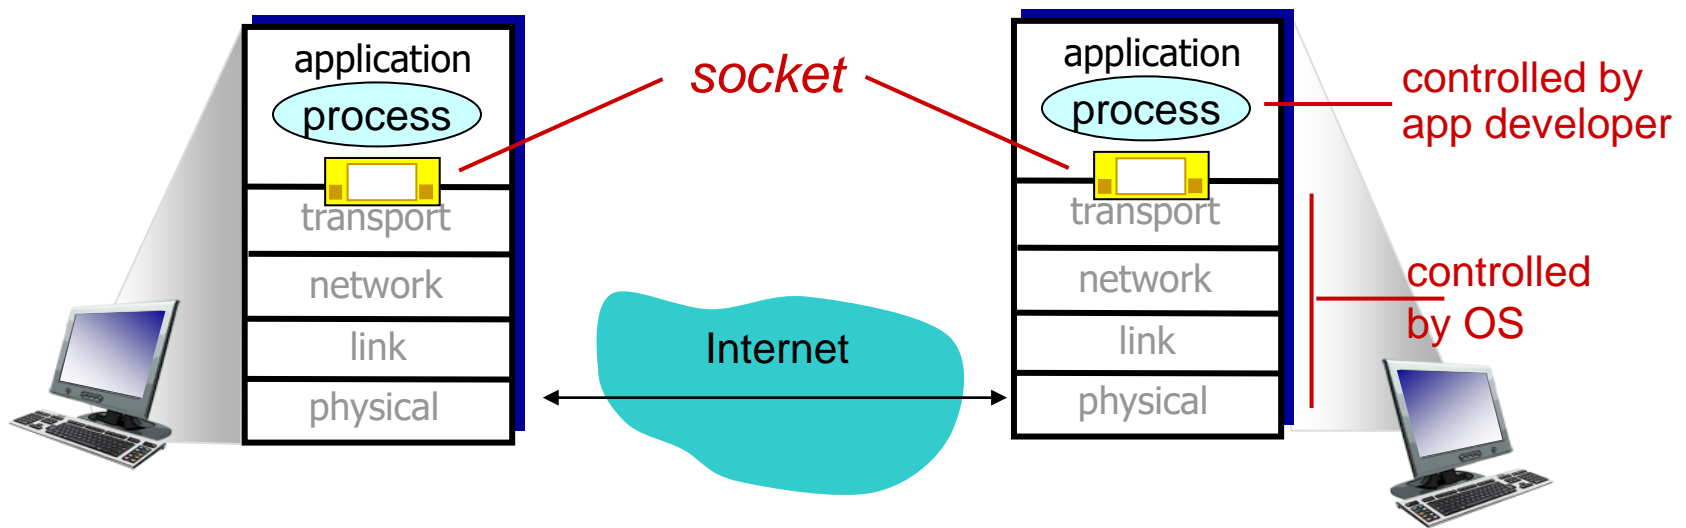 application
process
transport
network
link
physical
socket
Internet
application
process
transport
network
link
physical
controlled by
app developer
controlled
by OS